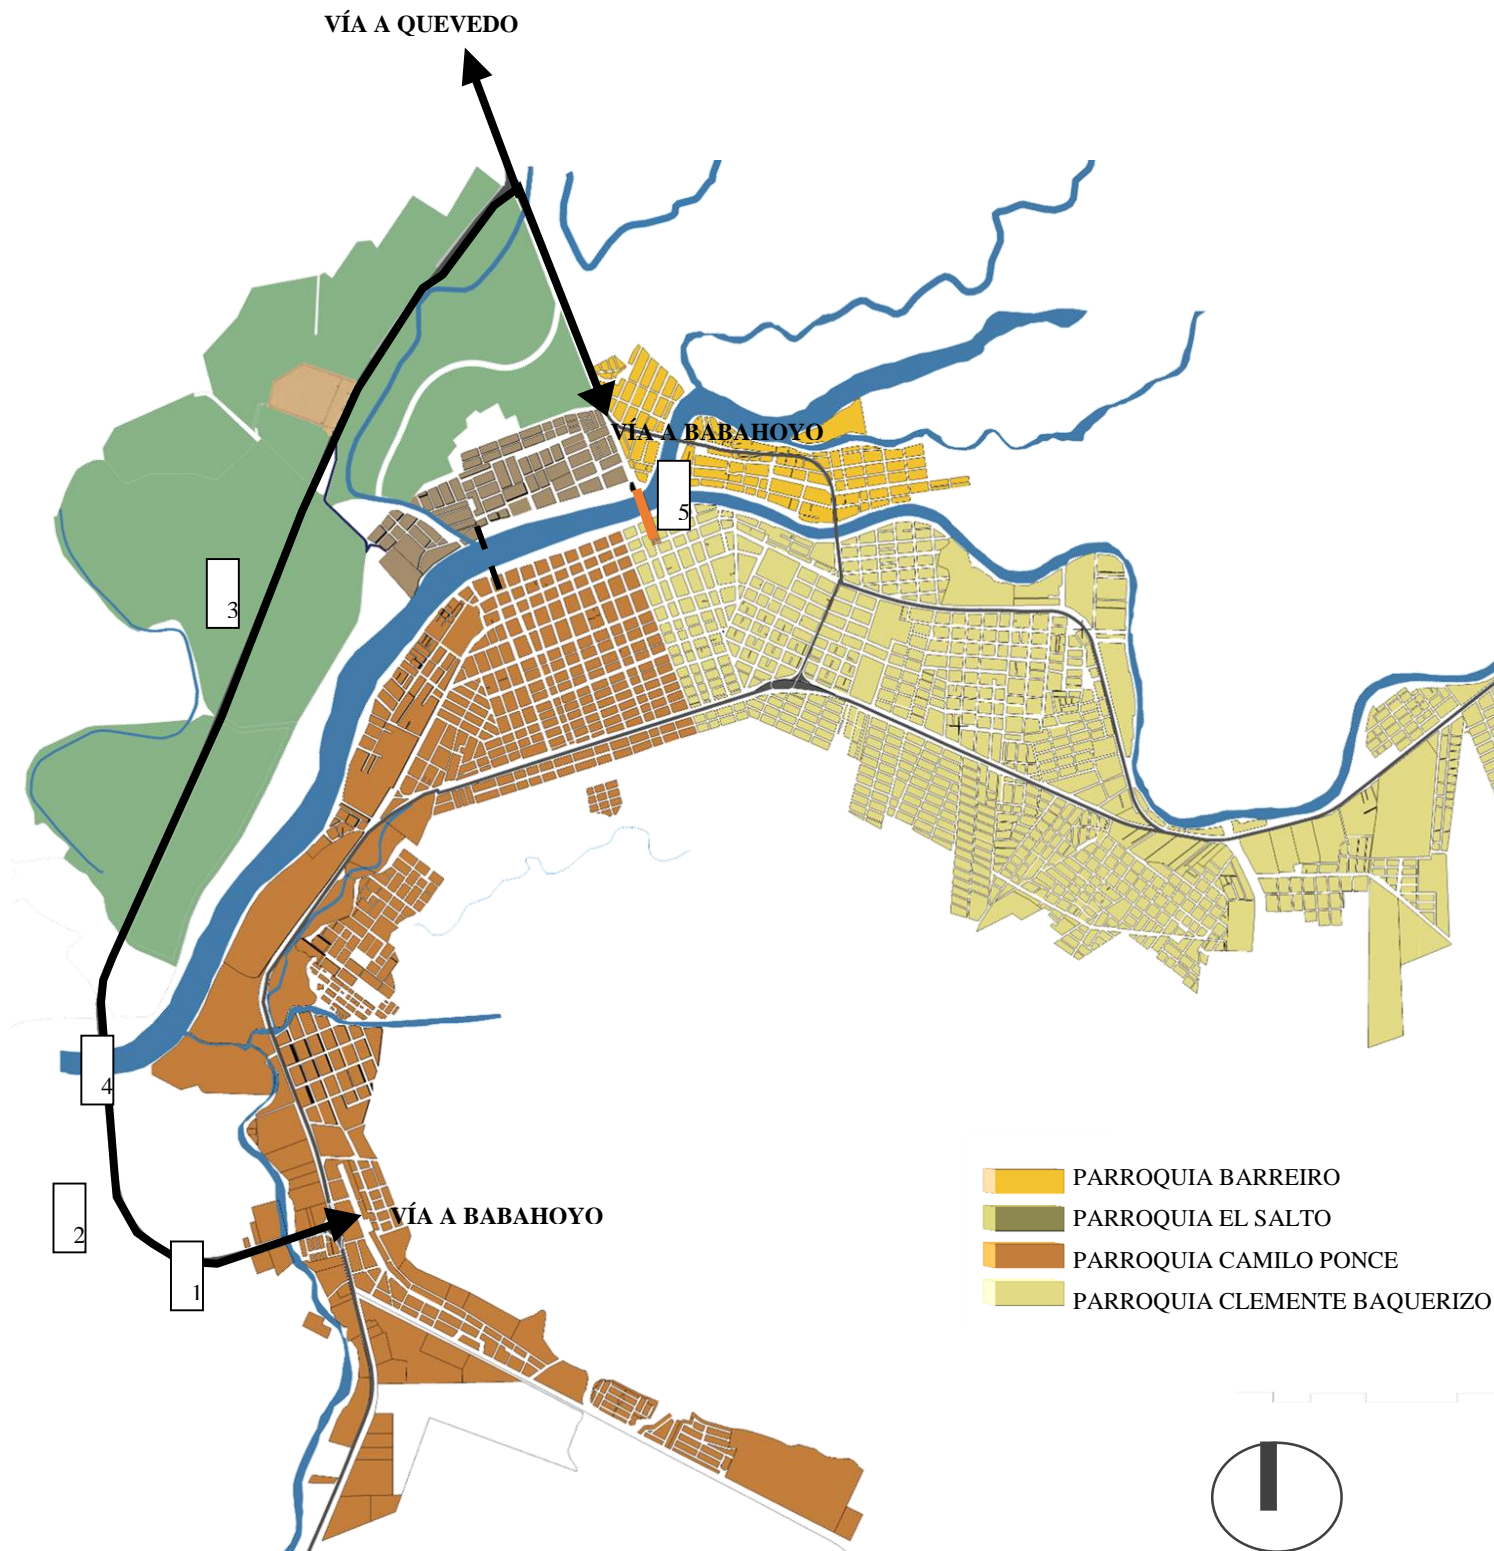 VÍA A QUEVEDO
VÍA A BABAHOYO
5
3
4
2
1
VÍA A BABAHOYO
PARROQUIA BARREIRO
PARROQUIA EL SALTO
PARROQUIA CAMILO PONCE
PARROQUIA CLEMENTE BAQUERIZO